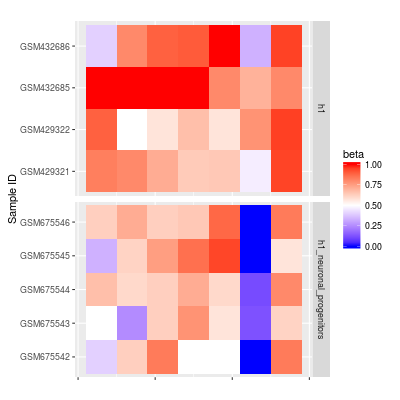 GSM432686
GSM432685
GSM429322
GSM429321
h1
GSM675546
GSM675545
GSM675544
GSM675543
GSM675542
h1_neuronal_progenitors
Sample ID
beta
1.00
0.75
0.50
0.25
0.00